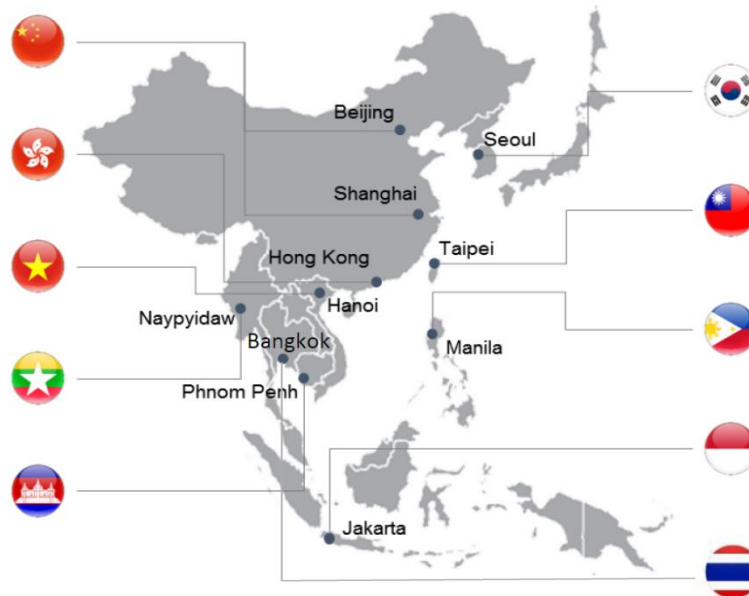 Beijing
Seoul
Shanghai
Taipei
Hong Kong
Hanoi
Naypyidaw
Bangkok
Manila
Phnom Penh
Jakarta